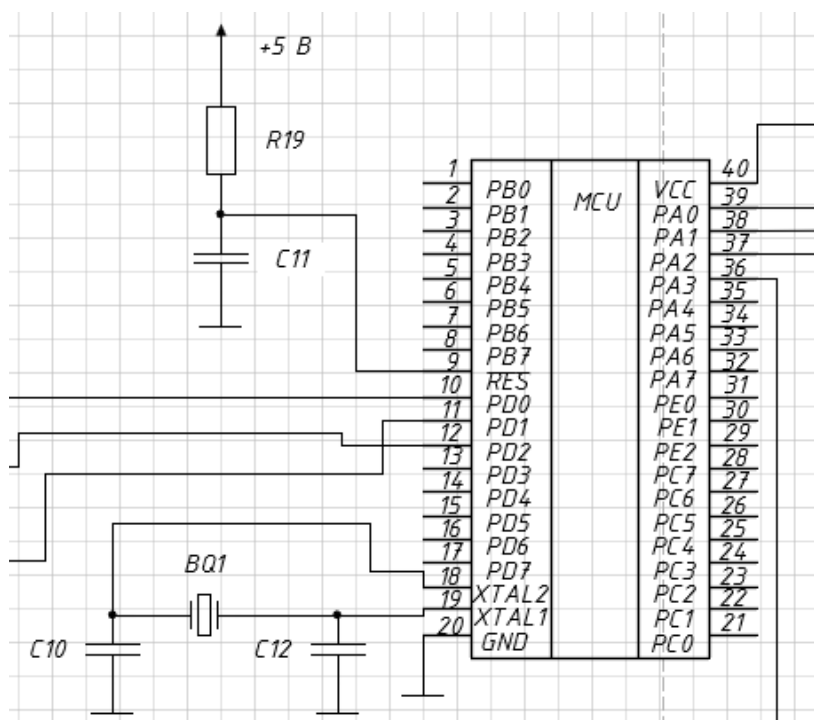 +5 В
R19
C11
BQ1
C10
C12
MCU
1 PB0
2 PB1
3 PB2
4 PB3
5 PB4
6 PB5
7 PB6
8 PB7
9 RES
10 PD0
11 PD1
12 PD2
13 PD3
14 PD4
15 PD5
16 PD6
17 PD7
18 XTAL2
19 XTAL1
20 GND
VCC 40
PA0 39
PA1 38
PA2 37
PA3 36
PA4 35
PA5 34
PA6 33
PA7 32
PE0 31
PE1 30
PE2 29
PC7 28
PC6 27
PC5 26
PC4 25
PC3 24
PC2 23
PC1 22
PC0 21